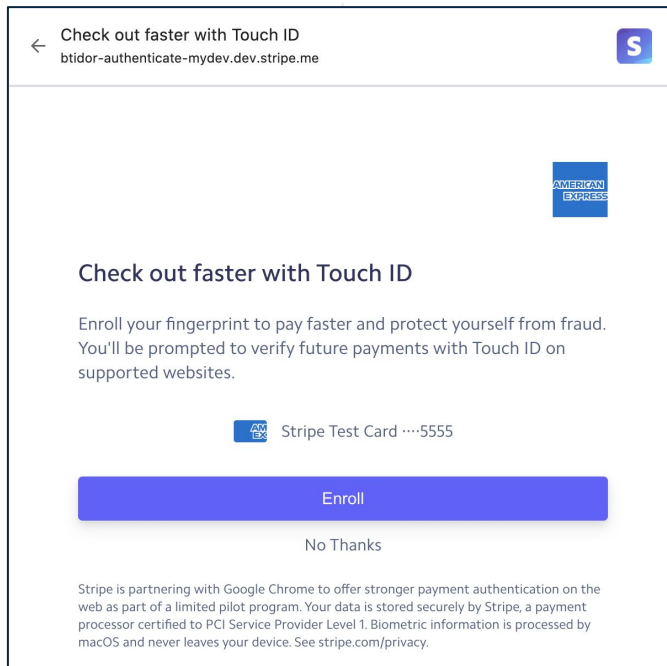 Check out faster with Touch ID
btidor-authenticate-mydev.dev.stripe.me
S
AMERICAN
EXPRESS
Check out faster with Touch ID
Enroll your fingerprint to pay faster and protect yourself from fraud.
You'll be prompted to verify future payments with Touch ID on
supported websites.
AM
EX
Stripe Test Card ····5555
Enroll
No Thanks
Stripe is partnering with Google Chrome to offer stronger payment authentication on the
web as part of a limited pilot program. Your data is stored securely by Stripe, a payment
processor certified to PCI Service Provider Level 1. Biometric information is processed by
macOS and never leaves your device. See stripe.com/privacy.